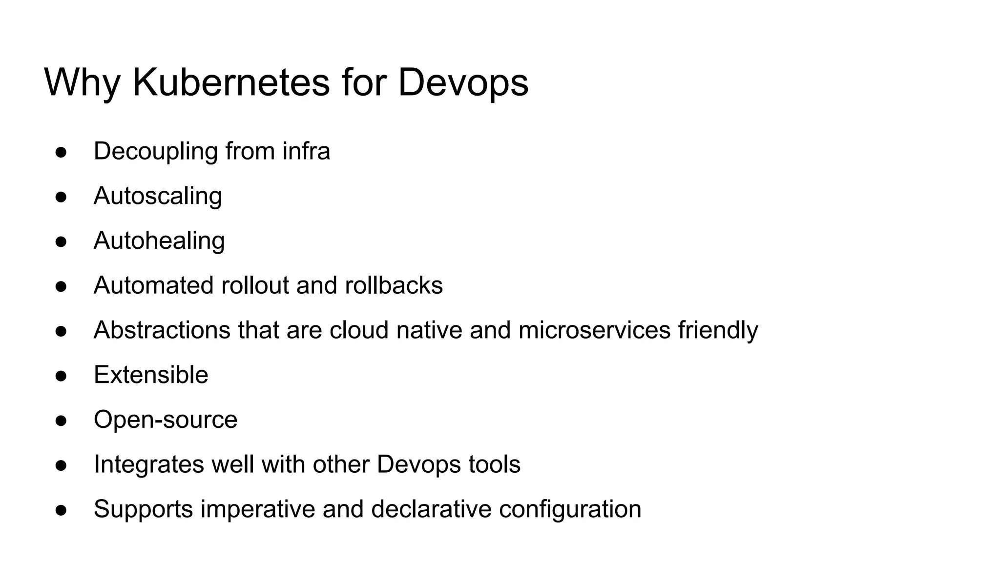 Why Kubernetes for Devops
● Decoupling from infra
● Autoscaling
● Autohealing
● Automated rollout and rollbacks
● Abstractions that are cloud native and microservices friendly
● Extensible
● Open-source
● Integrates well with other Devops tools
● Supports imperative and declarative configuration